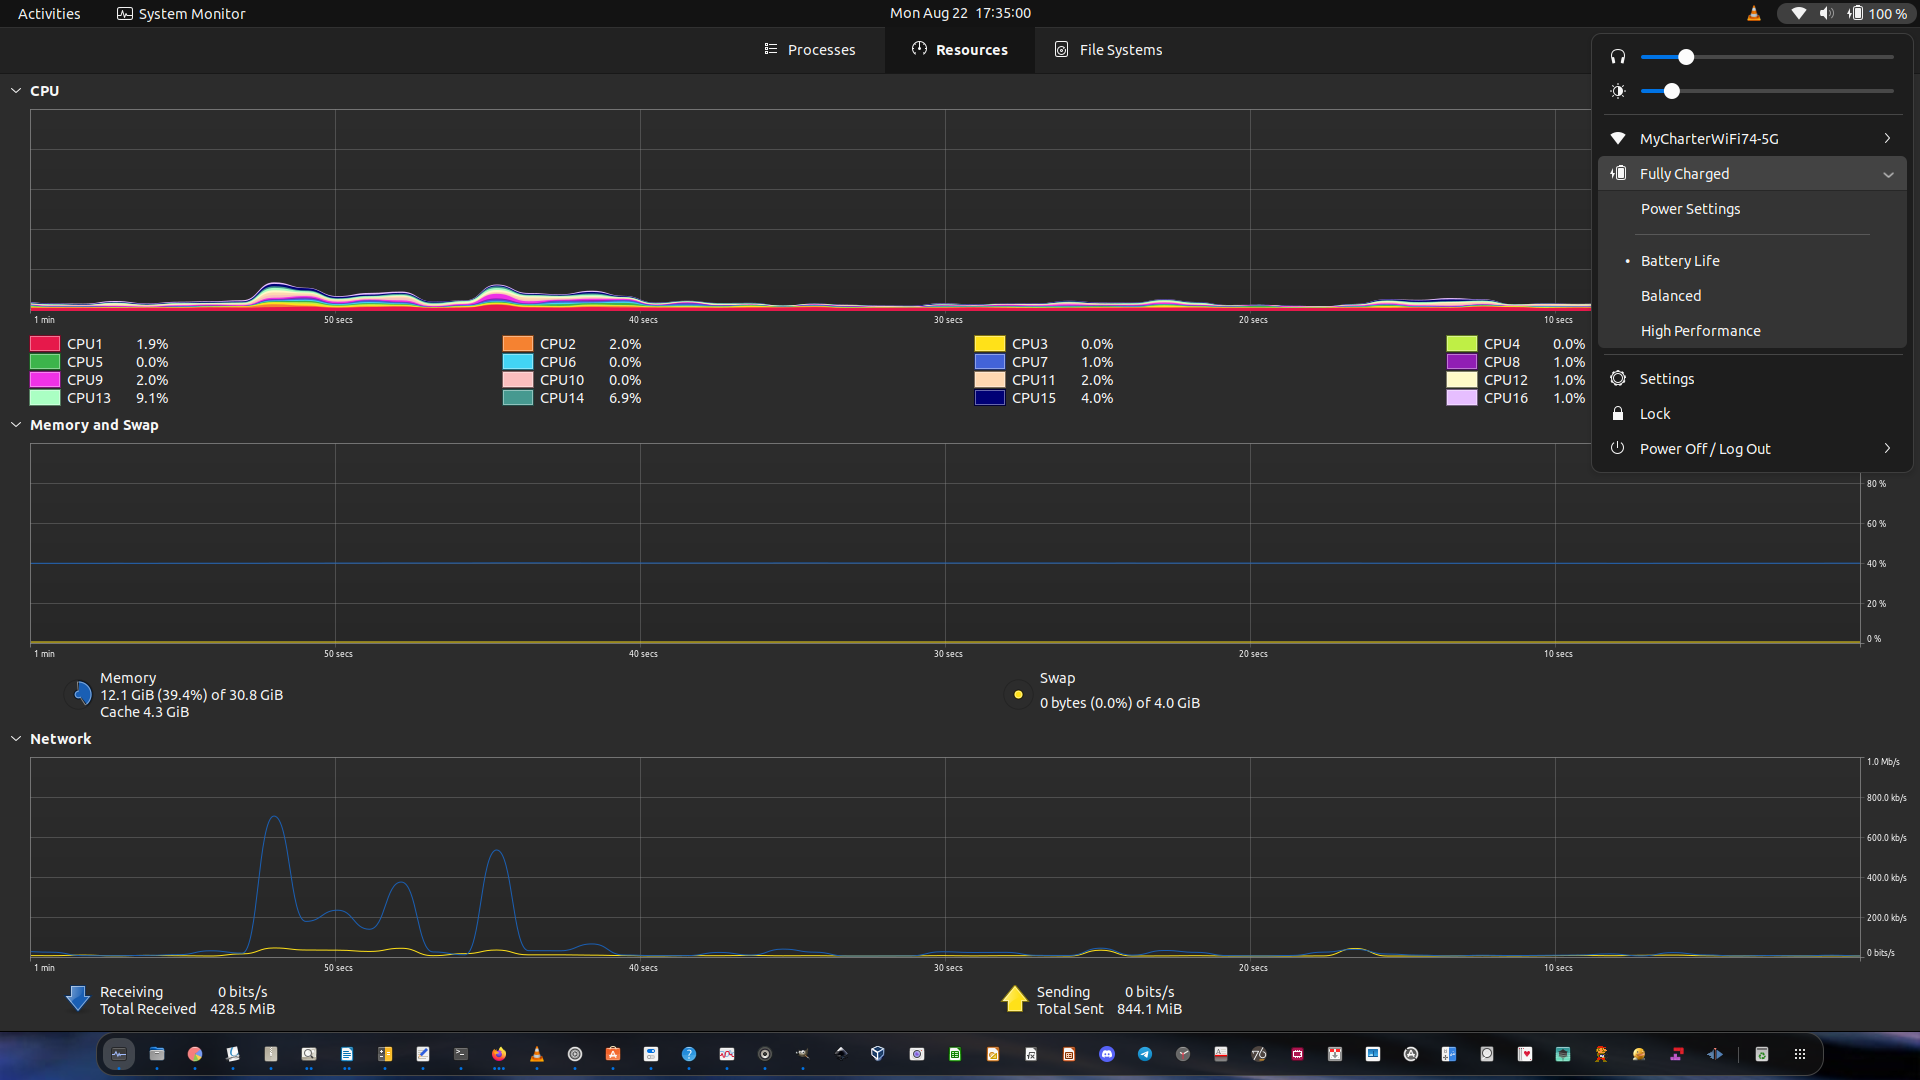 Activities
System Monitor
Mon Aug 22  17:35:00
100 %
Processes
Resources
File Systems
CPU
1 min
50 secs
40 secs
30 secs
20 secs
10 secs
CPU1 1.9%
CPU2 2.0%
CPU3 0.0%
CPU4 0.0%
CPU5 0.0%
CPU6 0.0%
CPU7 1.0%
CPU8 1.0%
CPU9 2.0%
CPU10 0.0%
CPU11 2.0%
CPU12 1.0%
CPU13 9.1%
CPU14 6.9%
CPU15 4.0%
CPU16 1.0%
MyCharterWiFi74-5G
Fully Charged
Power Settings
Battery Life
Balanced
High Performance
Settings
Lock
Power Off / Log Out
Memory and Swap
80 %
60 %
40 %
20 %
0 %
1 min
50 secs
40 secs
30 secs
20 secs
10 secs
Memory
12.1 GiB (39.4%) of 30.8 GiB
Cache 4.3 GiB
Swap
0 bytes (0.0%) of 4.0 GiB
Network
1.0 Mb/s
800.0 kb/s
600.0 kb/s
400.0 kb/s
200.0 kb/s
0 bits/s
1 min
50 secs
40 secs
30 secs
20 secs
10 secs
Receiving 0 bits/s
Total Received 428.5 MiB
Sending 0 bits/s
Total Sent 844.1 MiB
76